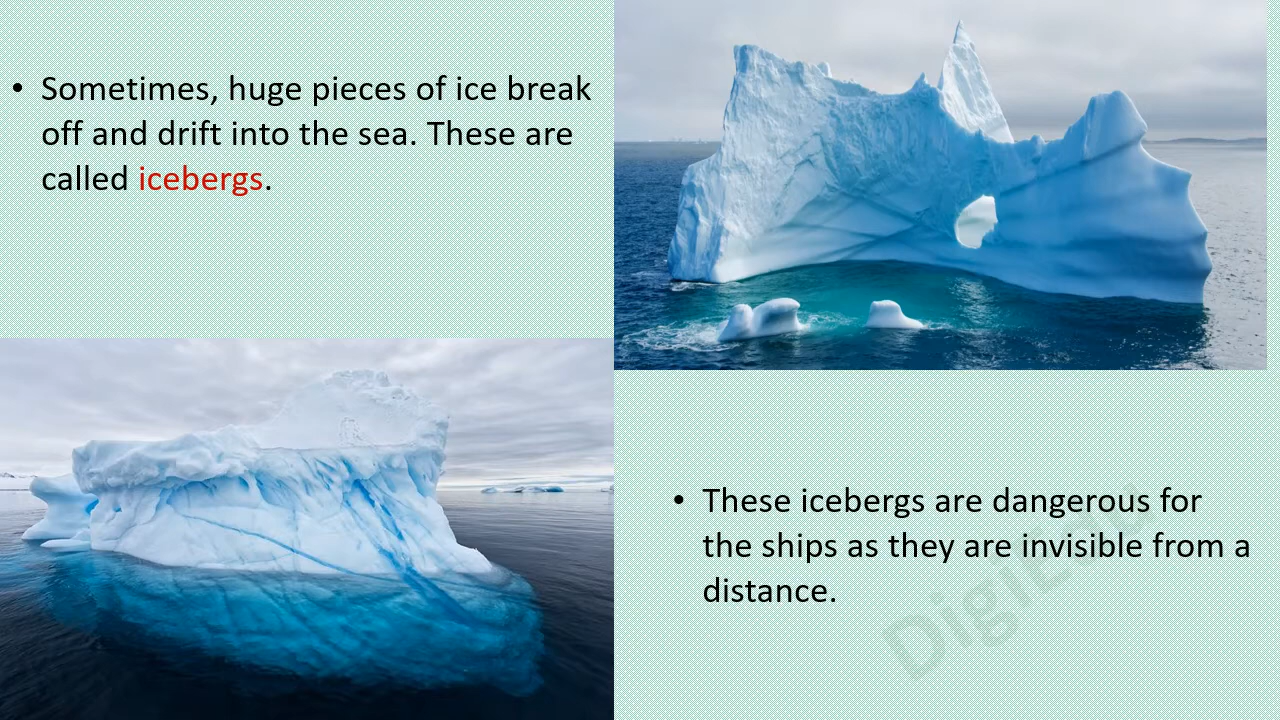 • Sometimes, huge pieces of ice break
off and drift into the sea. These are
called icebergs.
• These icebergs are dangerous for
the ships as they are invisible from a
distance.